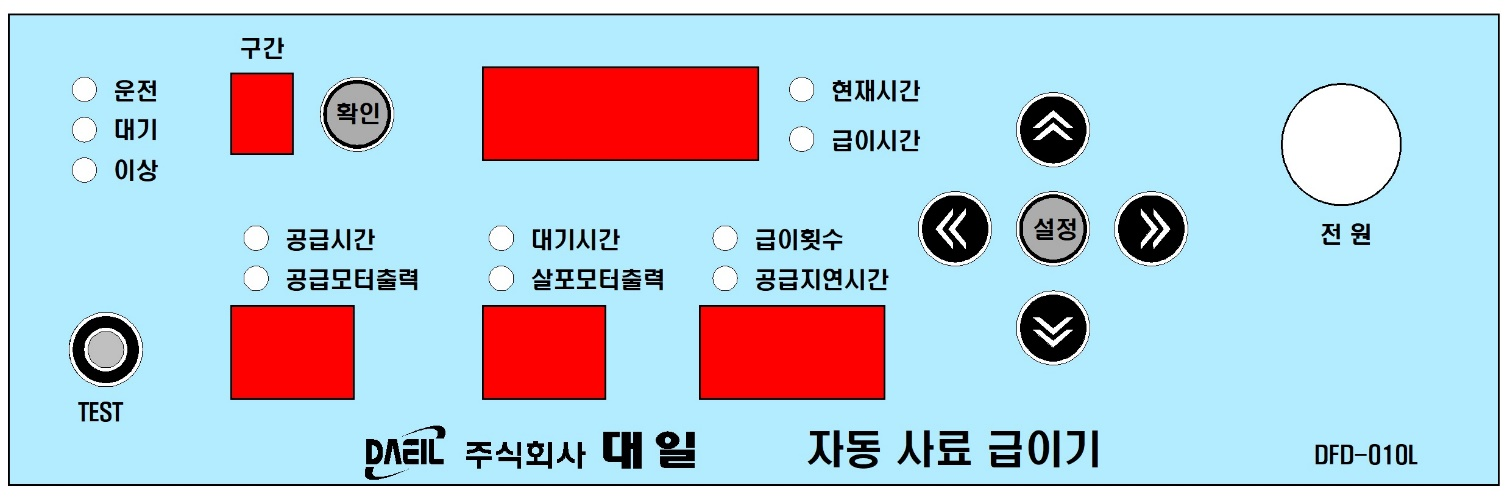 구간
운전
대기
이상
확인
현재시간
급이시간
공급시간
공급모터출력
대기시간
살포모터출력
급이횟수
공급지연시간
설정
전 원
TEST
DAEIL 주식회사 대일
자동 사료 급이기
DFD-010L